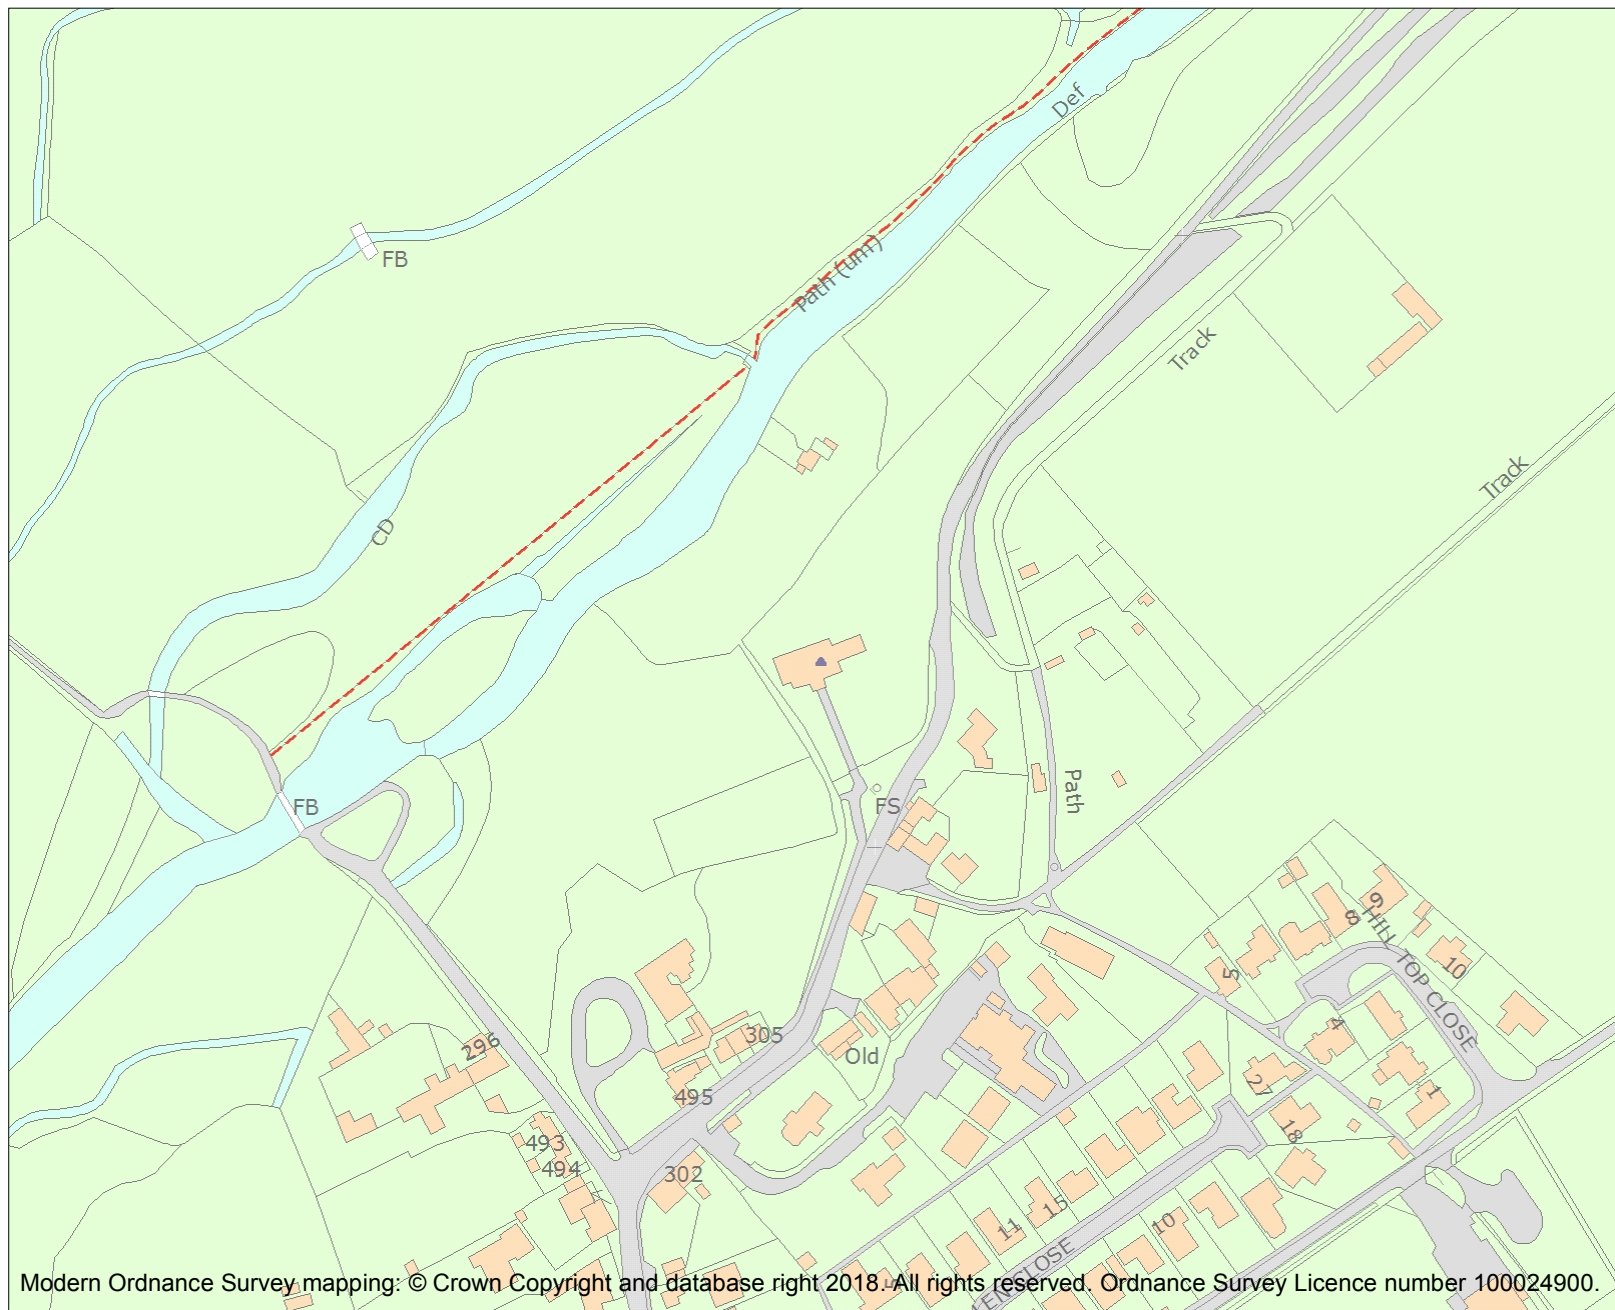 Def
Path (um)
FB
Track
Track
CD
FB
Path
FS
9
8
HILL TOP CLOSE
10
5
4
305
296
Old
27
1
495
18
493
494
302
15
11
10
CLOSE
Modern Ordnance Survey mapping: © Crown Copyright and database right 2018. All rights reserved. Ordnance Survey Licence number 100024900.